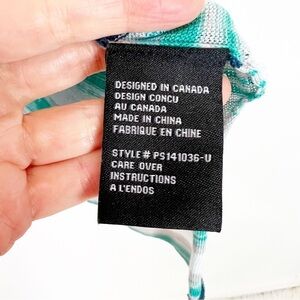 DESIGNED IN CANADA
DESIGN CONCU
AU CANADA
MADE IN CHINA
FABRIQUE EN CHINE
STYLE # PS141036-U
CARE OVER
INSTRUCTIONS
A L'ENDOS